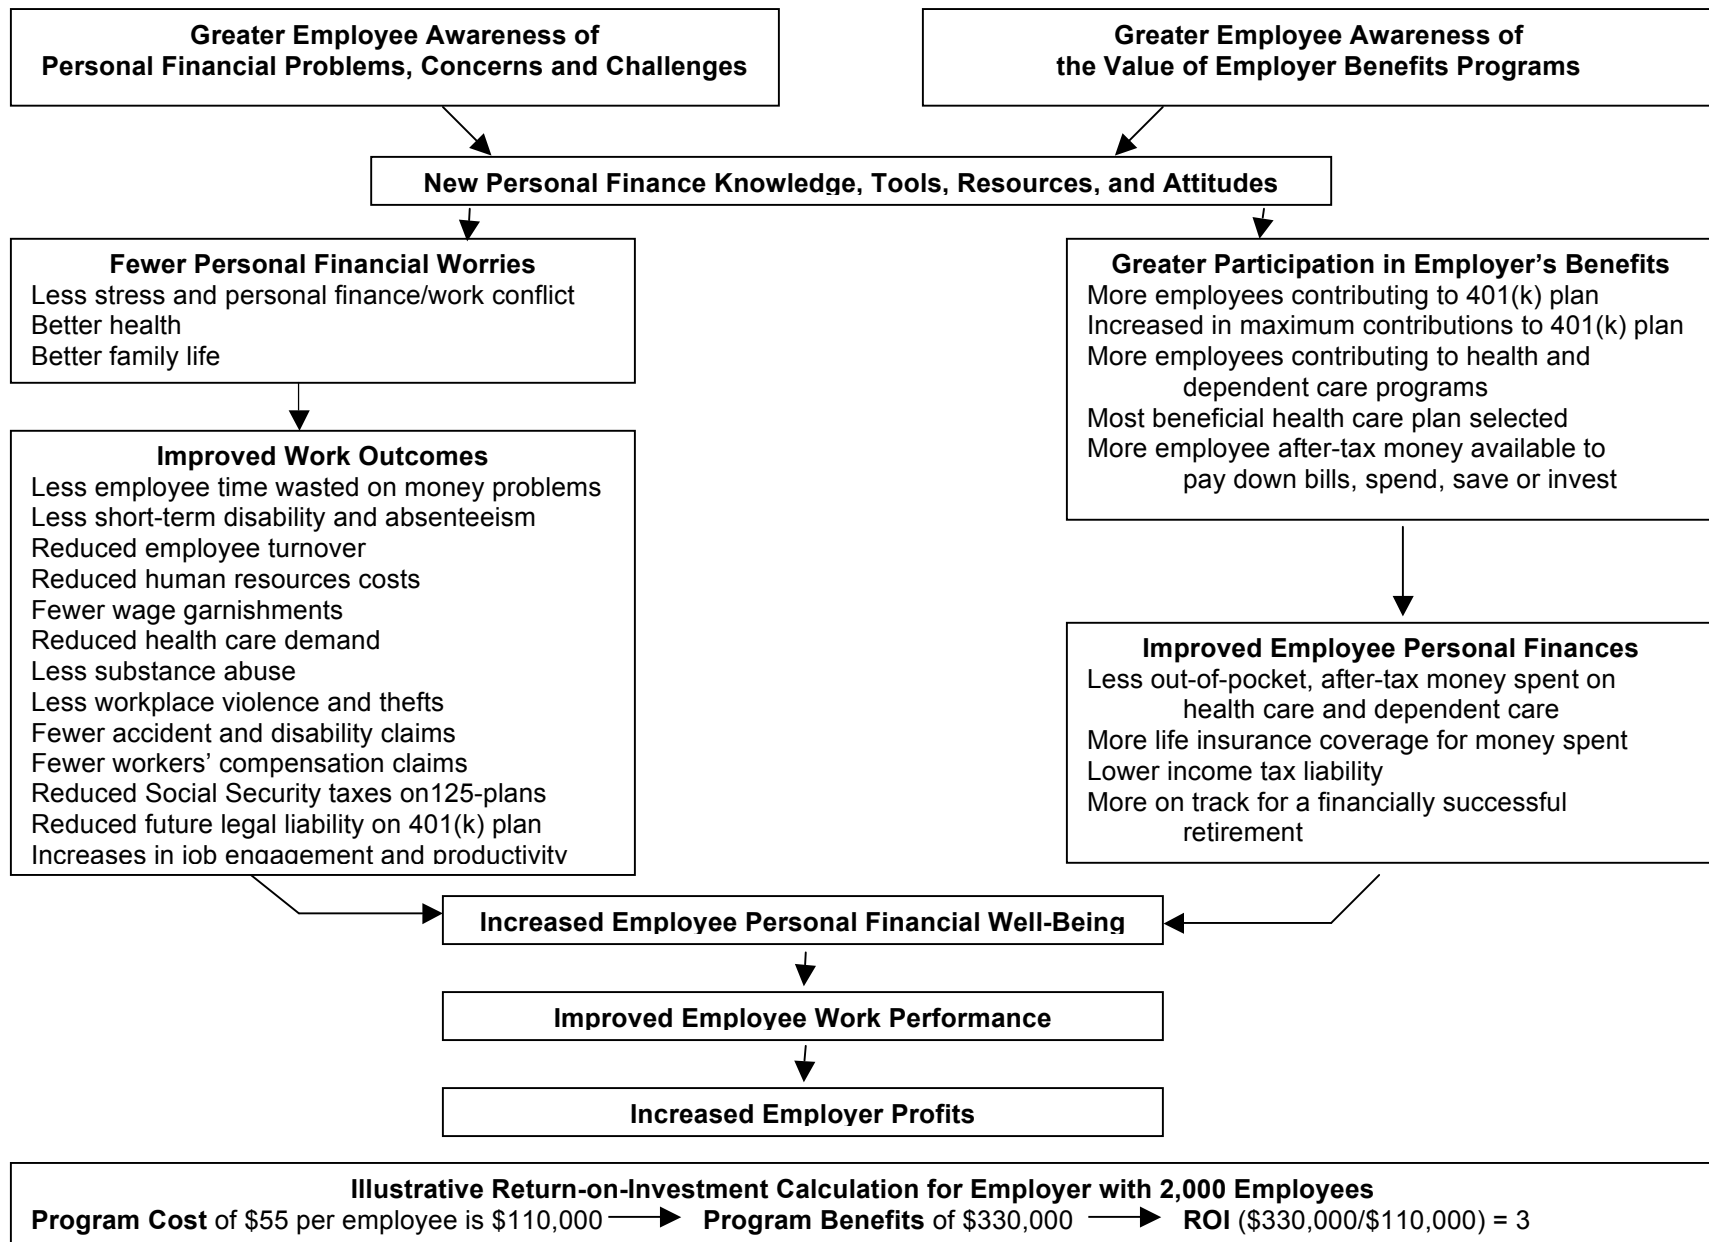 Greater Employee Awareness of
Personal Financial Problems, Concerns and Challenges
Greater Employee Awareness of
the Value of Employer Benefits Programs
New Personal Finance Knowledge, Tools, Resources, and Attitudes
Fewer Personal Financial Worries
Less stress and personal finance/work conflict
Better health
Better family life
Improved Work Outcomes
Less employee time wasted on money problems
Less short-term disability and absenteeism
Reduced employee turnover
Reduced human resources costs
Fewer wage garnishments
Reduced health care demand
Less substance abuse
Less workplace violence and thefts
Fewer accident and disability claims
Fewer workers’ compensation claims
Reduced Social Security taxes on125-plans
Reduced future legal liability on 401(k) plan
Increases in job engagement and productivity
Greater Participation in Employer’s Benefits
More employees contributing to 401(k) plan
Increased in maximum contributions to 401(k) plan
More employees contributing to health and
dependent care programs
Most beneficial health care plan selected
More employee after-tax money available to
pay down bills, spend, save or invest
Improved Employee Personal Finances
Less out-of-pocket, after-tax money spent on
health care and dependent care
More life insurance coverage for money spent
Lower income tax liability
More on track for a financially successful
retirement
Increased Employee Personal Financial Well-Being
Improved Employee Work Performance
Increased Employer Profits
Illustrative Return-on-Investment Calculation for Employer with 2,000 Employees
Program Cost of $55 per employee is $110,000 Program Benefits of $330,000 ROI ($330,000/$110,000) = 3